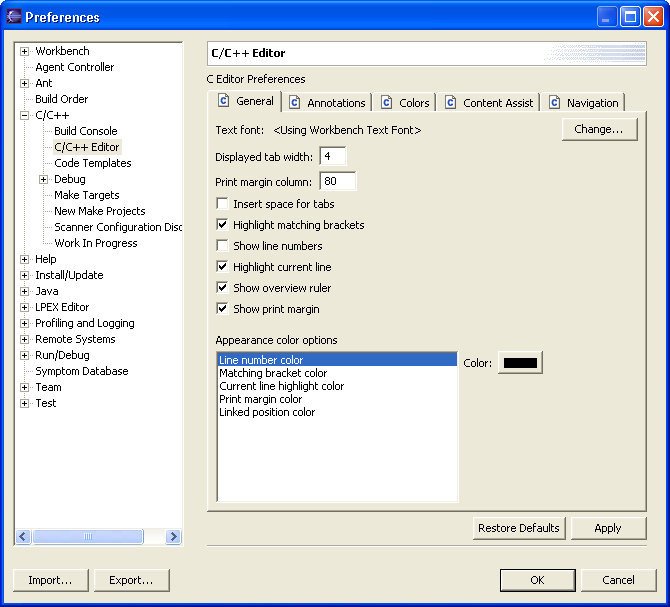 Preferences
Workbench
Agent Controller
Ant
Build Order
C/C++
Build Console
C/C++ Editor
Code Templates
Debug
Make Targets
New Make Projects
Scanner Configuration Disc
Work In Progress
Help
Install/Update
Java
LPEX Editor
Profiling and Logging
Remote Systems
Run/Debug
Symptom Database
Team
Test
C/C++ Editor
C Editor Preferences
General Annotations Colors Content Assist Navigation
Text font: <Using Workbench Text Font> Change...
Displayed tab width: 4
Print margin column: 80
Insert space for tabs
Highlight matching brackets
Show line numbers
Highlight current line
Show overview ruler
Show print margin
Appearance color options
Line number color
Matching bracket color
Current line highlight color
Print margin color
Linked position color
Color:
Restore Defaults Apply
Import... Export... OK Cancel